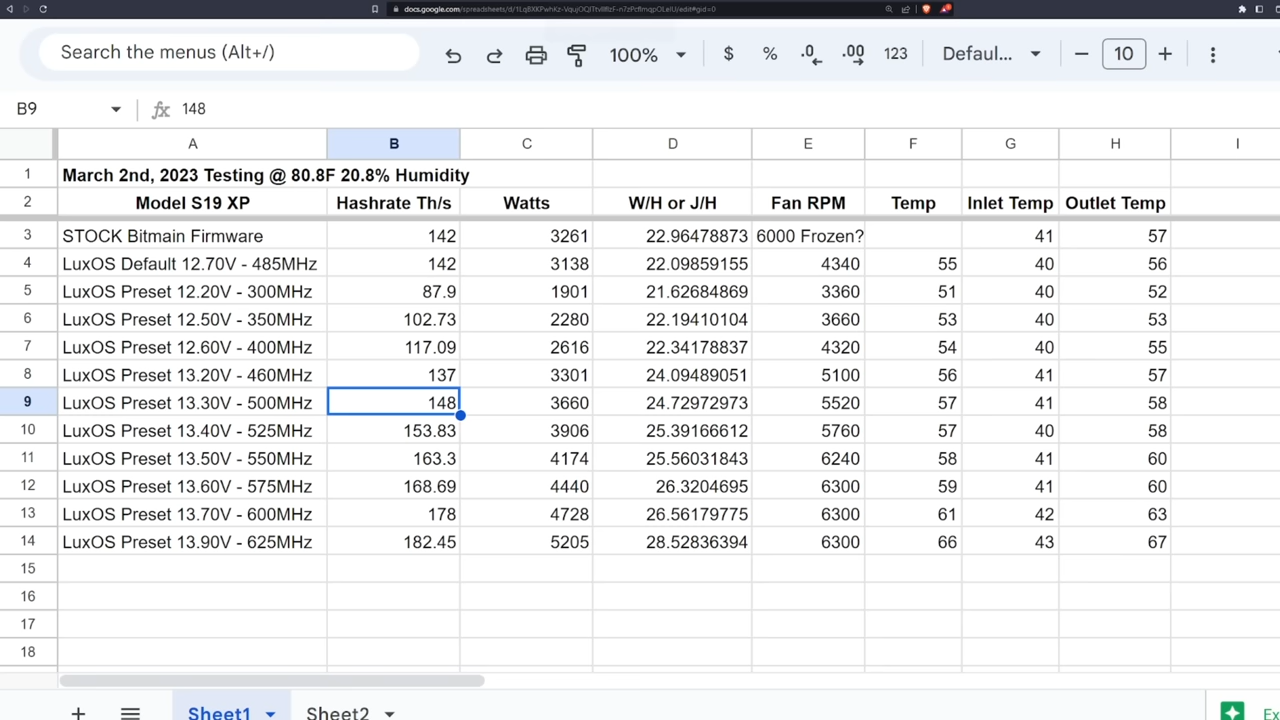 docs.google.com/spreadsheets/d/
Search the menus (Alt+/)
100%
$ % .0 .00 123 Defaul... − 10 +
B9 fx 148
A B C D E F G H I
1 March 2nd, 2023 Testing @ 80.8F 20.8% Humidity
2 Model S19 XP Hashrate Th/s Watts W/H or J/H Fan RPM Temp Inlet Temp Outlet Temp
3 STOCK Bitmain Firmware 142 3261 22.96478873 6000 Frozen? 41 57
4 LuxOS Default 12.70V - 485MHz 142 3138 22.09859155 4340 55 40 56
5 LuxOS Preset 12.20V - 300MHz 87.9 1901 21.62684869 3360 51 40 52
6 LuxOS Preset 12.50V - 350MHz 102.73 2280 22.19410104 3660 53 40 53
7 LuxOS Preset 12.60V - 400MHz 117.09 2616 22.34178837 4320 54 40 55
8 LuxOS Preset 13.20V - 460MHz 137 3301 24.09489051 5100 56 41 57
9 LuxOS Preset 13.30V - 500MHz 148 3660 24.72972973 5520 57 41 58
10 LuxOS Preset 13.40V - 525MHz 153.83 3906 25.39166612 5760 57 40 58
11 LuxOS Preset 13.50V - 550MHz 163.3 4174 25.56031843 6240 58 41 60
12 LuxOS Preset 13.60V - 575MHz 168.69 4440 26.3204695 6300 59 41 60
13 LuxOS Preset 13.70V - 600MHz 178 4728 26.56179775 6300 61 42 63
14 LuxOS Preset 13.90V - 625MHz 182.45 5205 28.52836394 6300 66 43 67
15
16
17
18
+ Sheet1 Sheet2 Ex